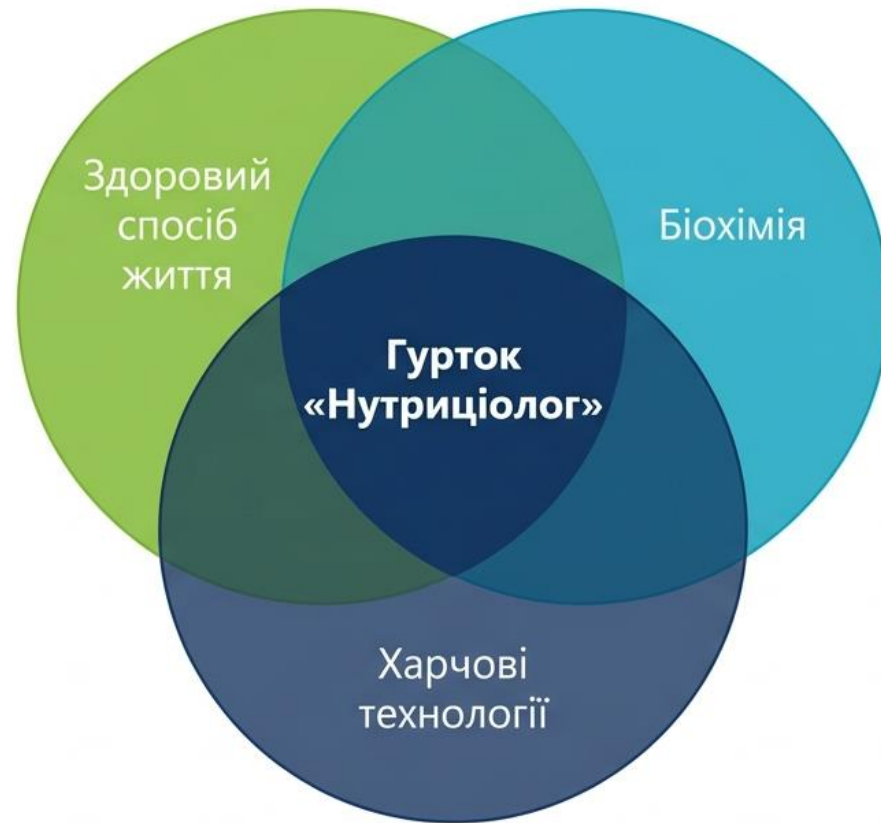 Здоровий
спосіб
життя
Біохімія
Гурток
«Нутриціолог»
Харчові
технології